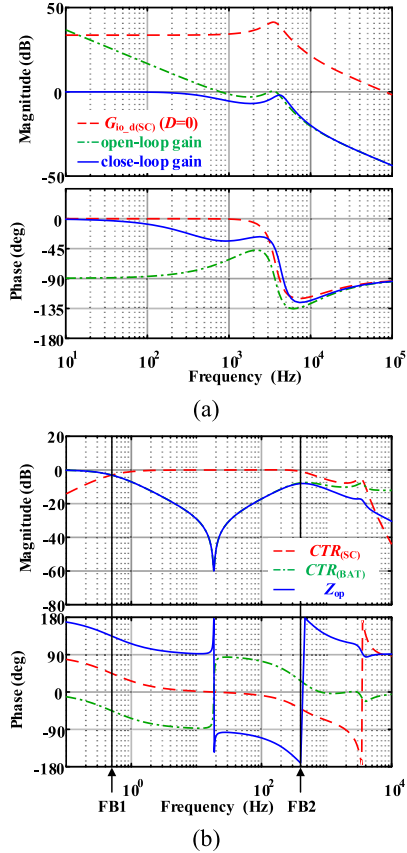 50
0
50
Magnitude (dB)
G_io_d(SC) (D=0)
open-loop gain
close-loop gain
0
-45
-90
-135
-180
Phase (deg)
10^1
10^2
10^3
10^4
10^5
Frequency (Hz)
(a)
20
0
-20
-40
-60
-80
Magnitude (dB)
CTR(SC)
CTR(BAT)
Z_op
180
90
0
-90
-180
Phase (deg)
10^0
Frequency (Hz)
10^2
10^4
FB1
FB2
(b)